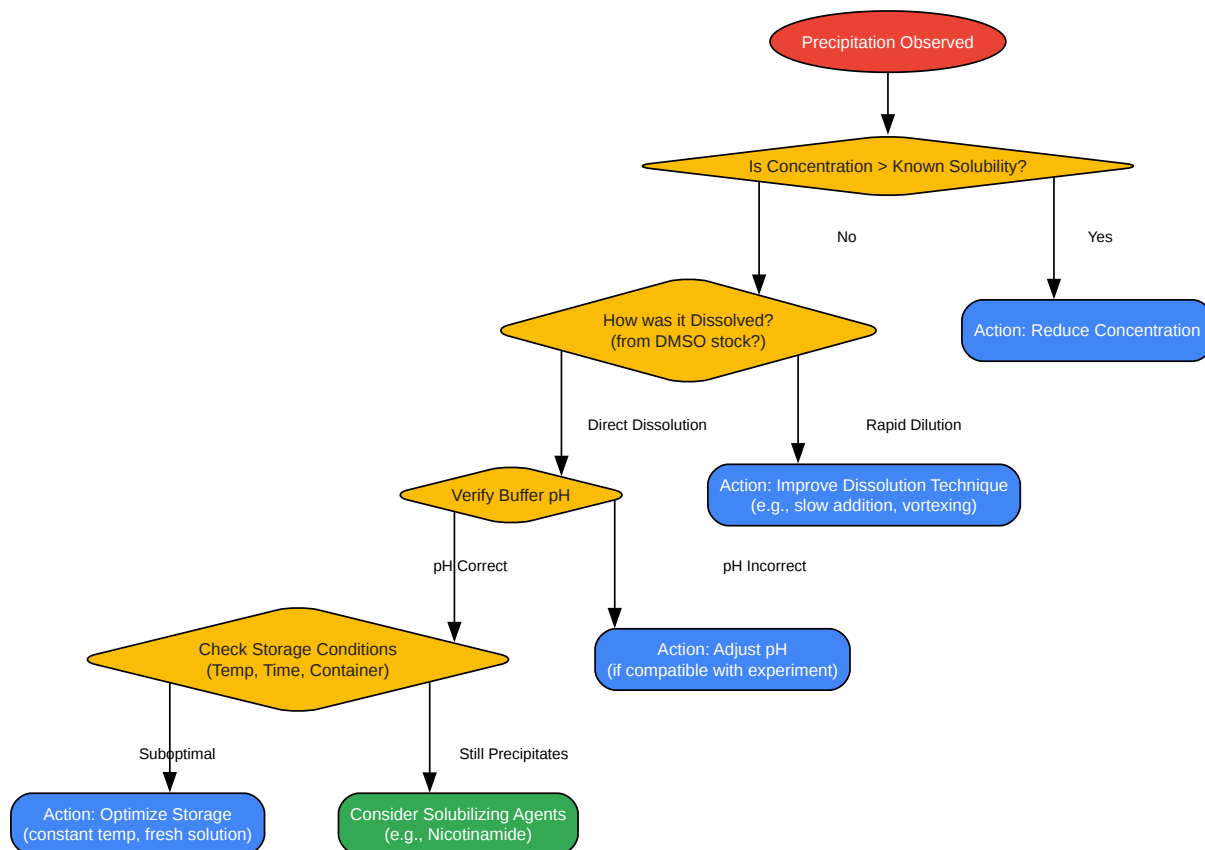 Precipitation Observed
Is Concentration > Known Solubility?
No
Yes
How was it Dissolved?
(from DMSO stock?)
Action: Reduce Concentration
Direct Dissolution
Rapid Dilution
Verify Buffer pH
Action: Improve Dissolution Technique
(e.g., slow addition, vortexing)
pH Correct
pH Incorrect
Check Storage Conditions
(Temp, Time, Container)
Action: Adjust pH
(if compatible with experiment)
Suboptimal
Still Precipitates
Action: Optimize Storage
(constant temp, fresh solution)
Consider Solubilizing Agents
(e.g., Nicotinamide)